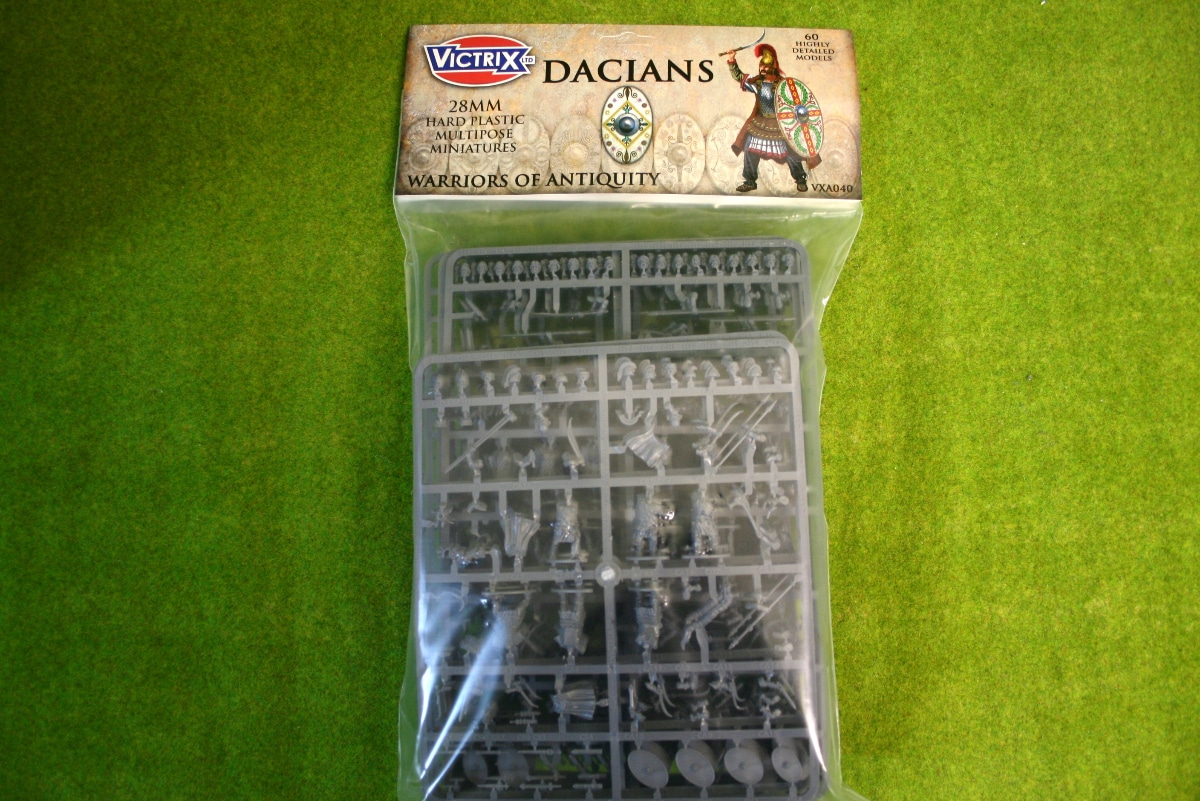 VICTRIX LTD
DACIANS
60
HIGHLY
DETAILED
MODELS
28MM
HARD PLASTIC
MULTIPOSE
MINIATURES
WARRIORS OF ANTIQUITY
VXA040